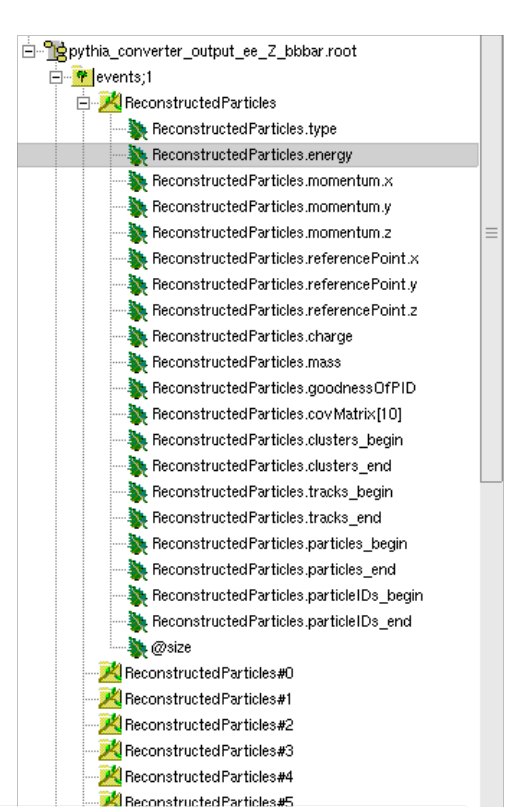 pythia_converter_output_ee_Z_bbbar.root
events;1
ReconstructedParticles
ReconstructedParticles.type
ReconstructedParticles.energy
ReconstructedParticles.momentum.x
ReconstructedParticles.momentum.y
ReconstructedParticles.momentum.z
ReconstructedParticles.referencePoint.x
ReconstructedParticles.referencePoint.y
ReconstructedParticles.referencePoint.z
ReconstructedParticles.charge
ReconstructedParticles.mass
ReconstructedParticles.goodnessOfPID
ReconstructedParticles.covMatrix[10]
ReconstructedParticles.clusters_begin
ReconstructedParticles.clusters_end
ReconstructedParticles.tracks_begin
ReconstructedParticles.tracks_end
ReconstructedParticles.particles_begin
ReconstructedParticles.particles_end
ReconstructedParticles.particleIDs_begin
ReconstructedParticles.particleIDs_end
@size
ReconstructedParticles#0
ReconstructedParticles#1
ReconstructedParticles#2
ReconstructedParticles#3
ReconstructedParticles#4
ReconstructedParticles#5